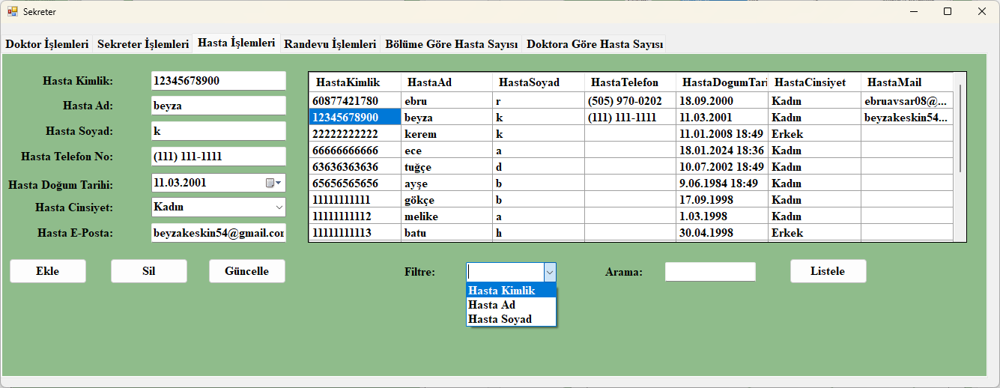 Sekreter
Doktor İşlemleri Sekreter İşlemleri Hasta İşlemleri Randevu İşlemleri Bölüme Göre Hasta Sayısı Doktora Göre Hasta Sayısı
Hasta Kimlik: 12345678900
Hasta Ad: beyza
Hasta Soyad: k
Hasta Telefon No: (111) 111-1111
Hasta Doğum Tarihi: 11.03.2001
Hasta Cinsiyet: Kadın
Hasta E-Posta: beyzakeskin54@gmail.com
HastaKimlik HastaAd HastaSoyad HastaTelefon HastaDogumTari HastaCinsiyet HastaMail
60877421780 ebru r (505) 970-0202 18.09.2000 Kadın ebruavsar08@...
12345678900 beyza k (111) 111-1111 11.03.2001 Kadın beyzakeskin54...
22222222222 kerem k 11.01.2008 18:49 Erkek
66666666666 ece a 18.01.2024 18:36 Kadın
63636363636 tuğçe d 10.07.2002 18:49 Kadın
65656565656 ayşe b 9.06.1984 18:49 Kadın
11111111111 gökçe b 17.09.1998 Kadın
11111111112 melike a 1.03.1998 Kadın
11111111113 batu h 30.04.1998 Erkek
Ekle Sil Güncelle Filtre: Arama: Listele
Hasta Kimlik
Hasta Ad
Hasta Soyad